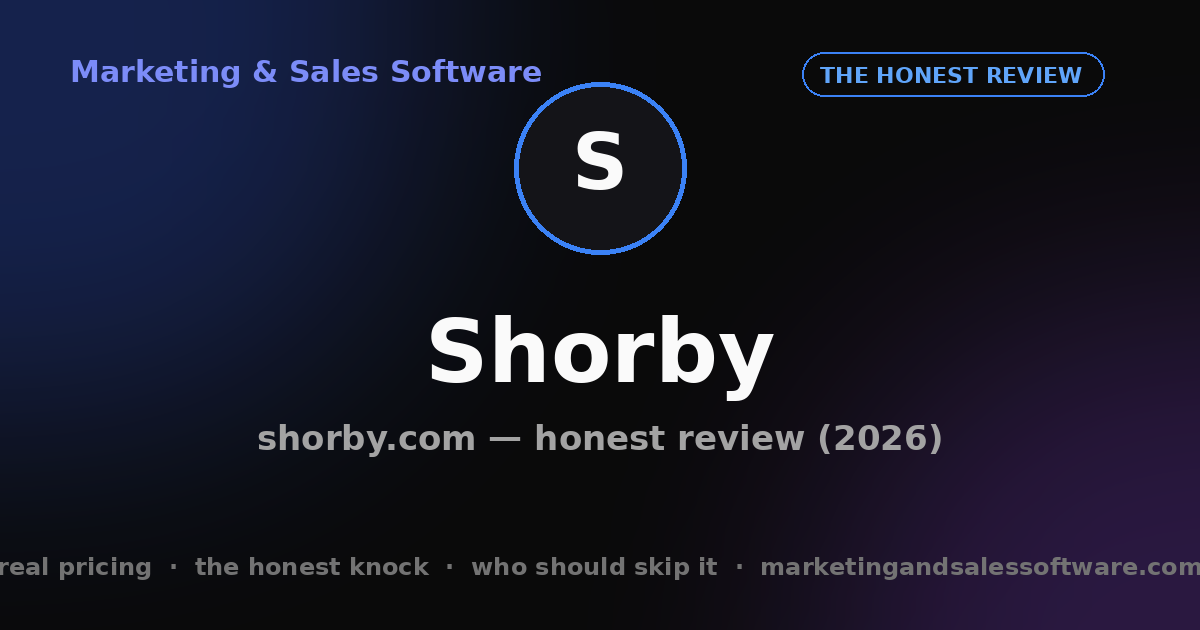 Marketing & Sales Software
THE HONEST REVIEW
S
Shorby
shorby.com — honest review (2026)
real pricing · the honest knock · who should skip it · marketingandsalessoftware.com